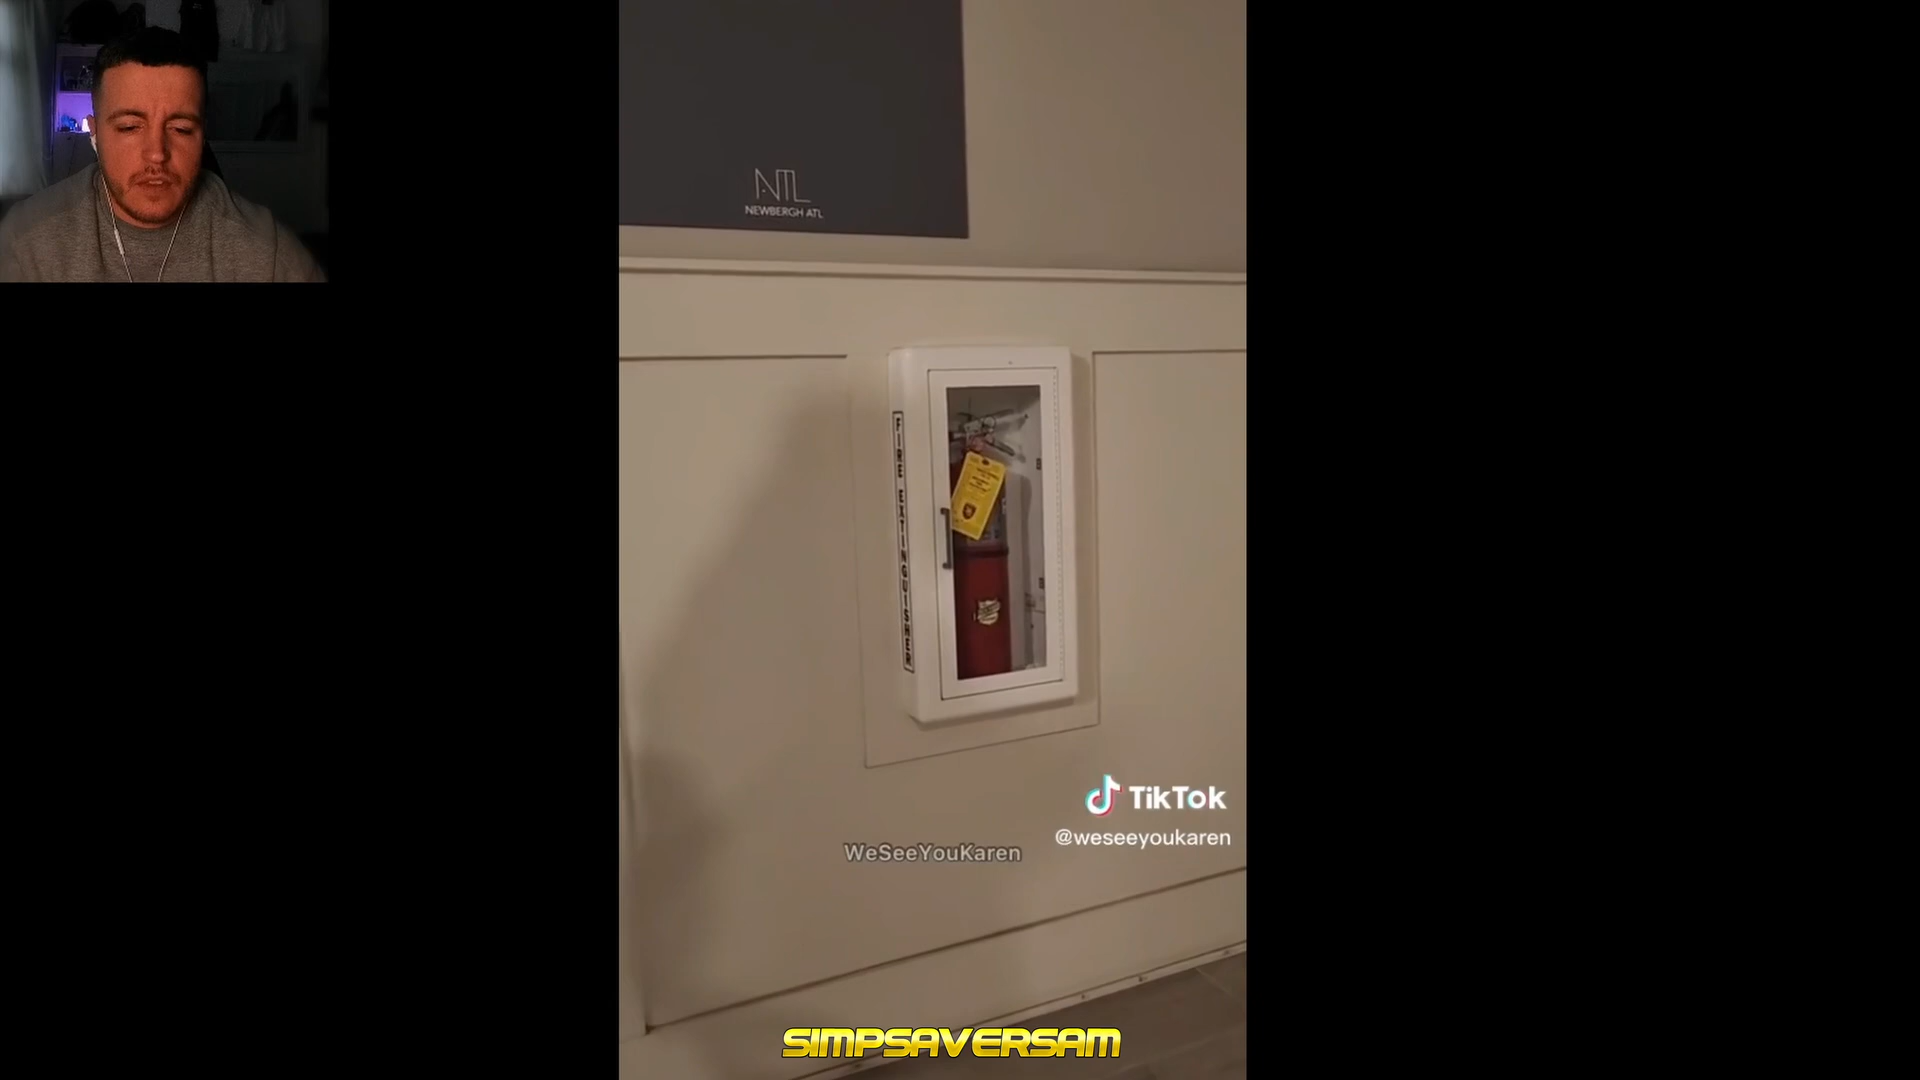 NTL
NEWBERGH ATL
FIRE EXTINGUISHER
TikTok
@weseeyoukaren
WeSeeYouKaren
SIMPSAVERSAM